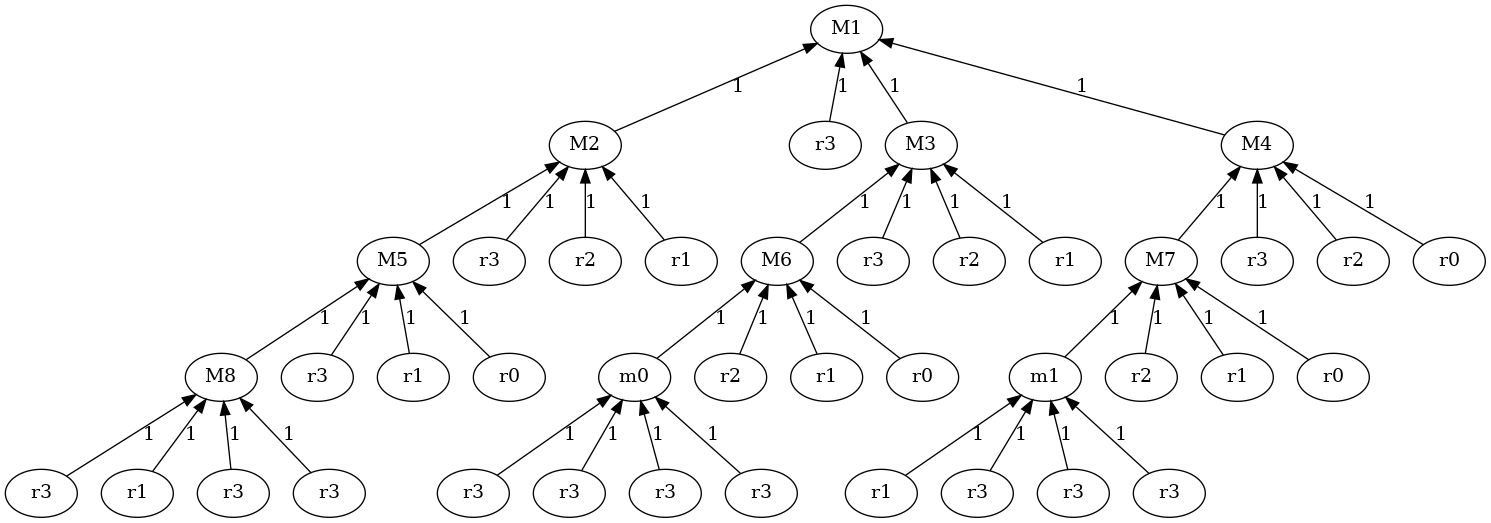 M1
1 1 1 1
M2 r3 M3 M4
1 1 1 1 1 1 1 1 1 1 1 1
M5 r3 r2 r1 M6 r3 r2 r1 M7 r3 r2 r0
1 1 1 1 1 1 1 1 1 1 1 1
M8 r3 r1 r0 m0 r2 r1 r0 m1 r2 r1 r0
1 1 1 1 1 1 1 1 1 1 1 1
r3 r1 r3 r3 r3 r3 r3 r3 r1 r3 r3 r3